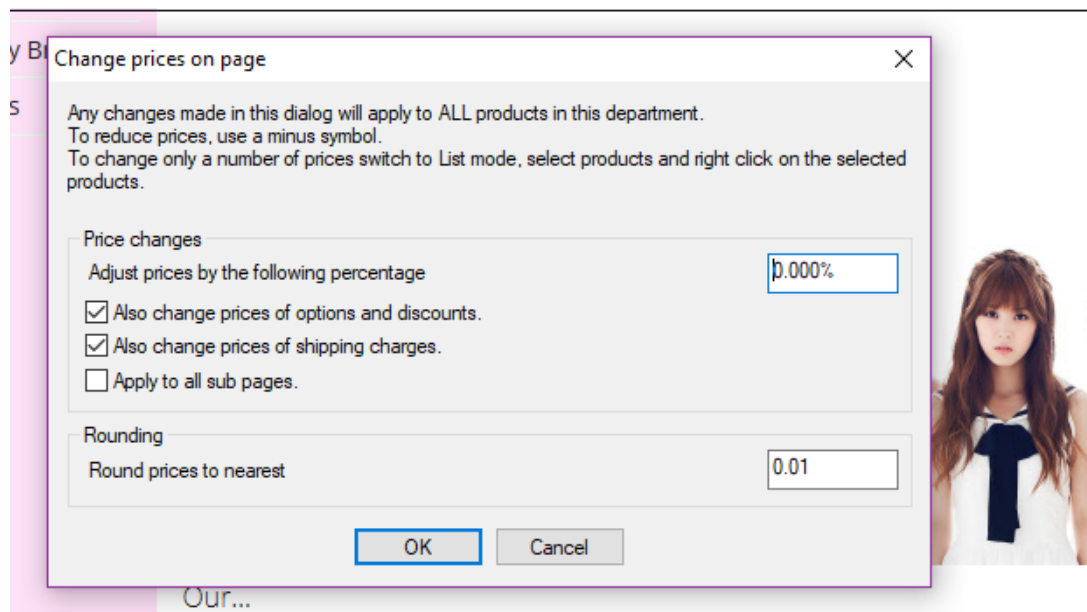 y Br
s
Change prices on page
Any changes made in this dialog will apply to ALL products in this department.
To reduce prices, use a minus symbol.
To change only a number of prices switch to List mode, select products and right click on the selected
products.
Price changes
Adjust prices by the following percentage
0.000%
Also change prices of options and discounts.
Also change prices of shipping charges.
Apply to all sub pages.
Rounding
Round prices to nearest
0.01
OK
Cancel
Our...